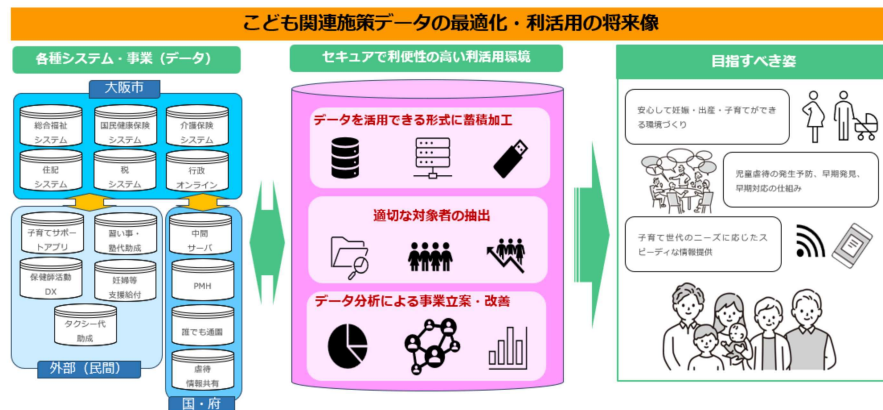 こども関連施策データの最適化・利活用の将来像
各種システム・事業（データ）
大阪市
総合福祉
システム
国民健康保険
システム
介護保険
システム
住記
システム
税
システム
行政
オンライン
子育てサポー
トアプリ
習い事・
塾代助成
保健師活動
DX
妊婦等
支援給付
タクシー代
助成
外部（民間）
中間
サーバ
PMH
誰でも通園
虐待
情報共有
国・府
セキュアで利便性の高い利活用環境
データを活用できる形式に蓄積加工
適切な対象者の抽出
データ分析による事業立案・改善
目指すべき姿
安心して妊娠・出産・子育てがで
きる環境づくり
児童虐待の発生予防、早期発見、
早期対応の仕組み
子育て世代のニーズに応じたス
ピーディな情報提供